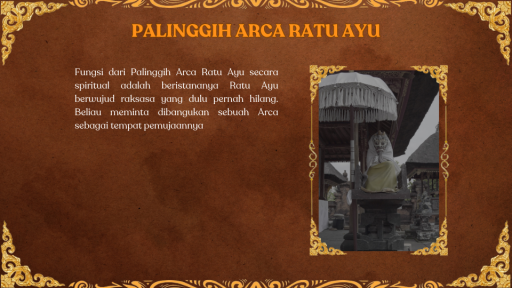 PALINGGIH ARCA RATU AYU
Fungsi dari Palinggih Arca Ratu Ayu secara
spiritual adalah beristananya Ratu Ayu
berwujud raksasa yang dulu pernah hilang.
Beliau meminta dibangunkan sebuah Arca
sebagai tempat pemujaannya